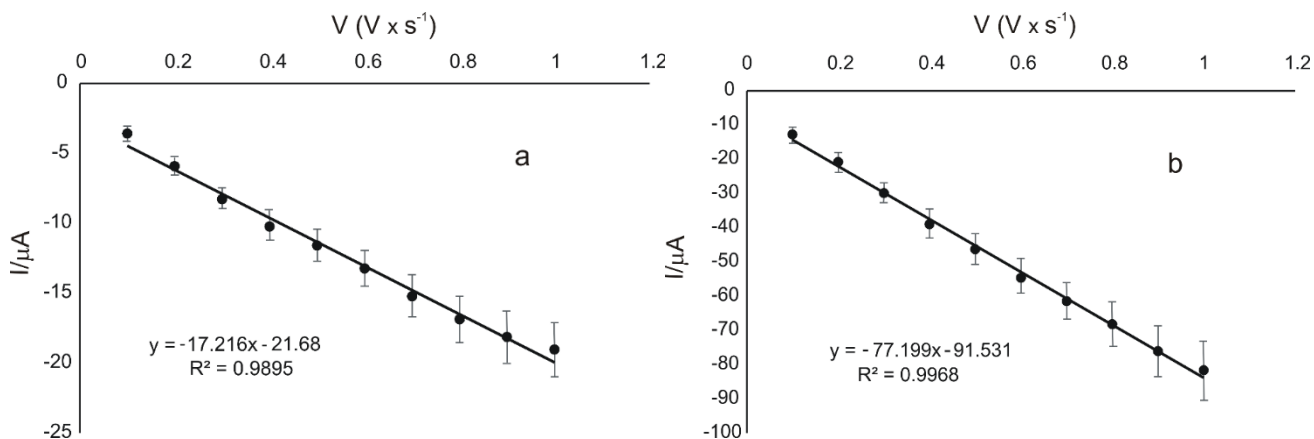 V (V x s⁻¹)
0 0.2 0.4 0.6 0.8 1 1.2
0
-5
-10
-15
-20
-25
I/µA
a
y = -17.216x - 21.68
R² = 0.9895
V (V x s⁻¹)
0 0.2 0.4 0.6 0.8 1 1.2
0
-10
-20
-30
-40
-50
-60
-70
-80
-90
-100
I/µA
b
y = -77.199x - 91.531
R² = 0.9968